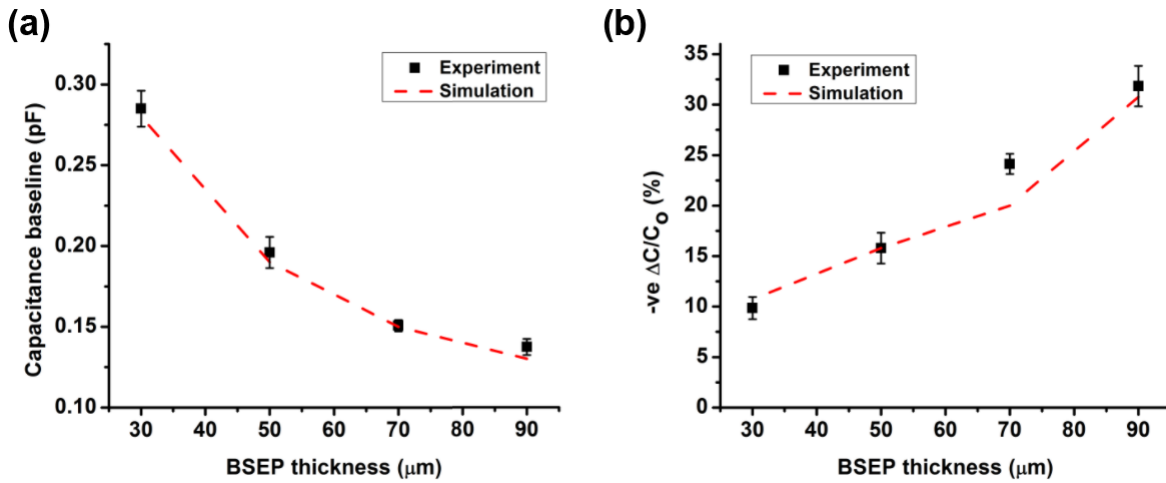 (a)
Capacitance baseline (pF)
0.30
0.25
0.20
0.15
0.10
Experiment
Simulation
30 40 50 60 70 80 90
BSEP thickness (μm)
(b)
-ve ΔC/C₀ (%)
35
30
25
20
15
10
5
0
Experiment
Simulation
30 40 50 60 70 80 90
BSEP thickness (μm)